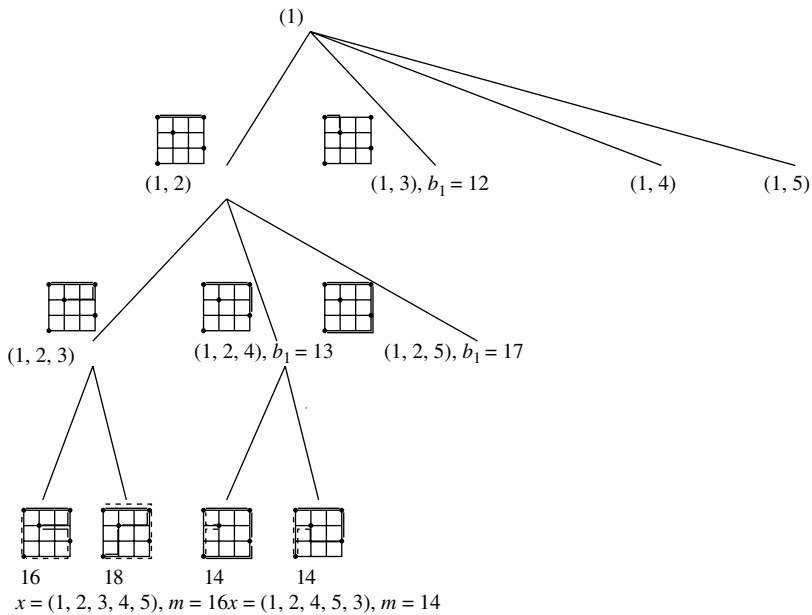 (1)
(1, 2)
(1, 3), b₁ = 12
(1, 4)
(1, 5)
(1, 2, 3)
(1, 2, 4), b₁ = 13
(1, 2, 5), b₁ = 17
16
18
14
14
x = (1, 2, 3, 4, 5), m = 16x = (1, 2, 4, 5, 3), m = 14